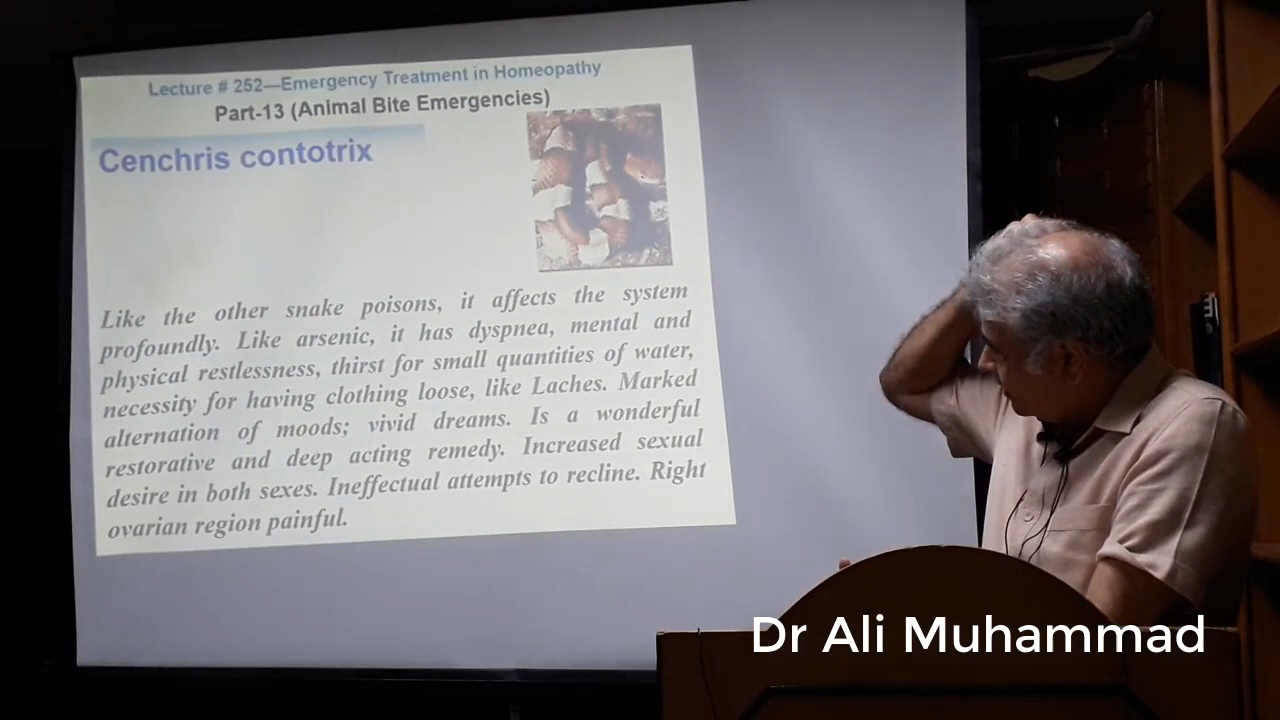 Lecture # 252—Emergency Treatment in Homeopathy
Part-13 (Animal Bite Emergencies)
Cenchris contotrix
Like the other snake poisons, it affects the system
profoundly. Like arsenic, it has dyspnea, mental and
physical restlessness, thirst for small quantities of water,
necessity for having clothing loose, like Laches. Marked
alternation of moods; vivid dreams. Is a wonderful
restorative and deep acting remedy. Increased sexual
desire in both sexes. Ineffectual attempts to recline. Right
ovarian region painful.
Dr Ali Muhammad